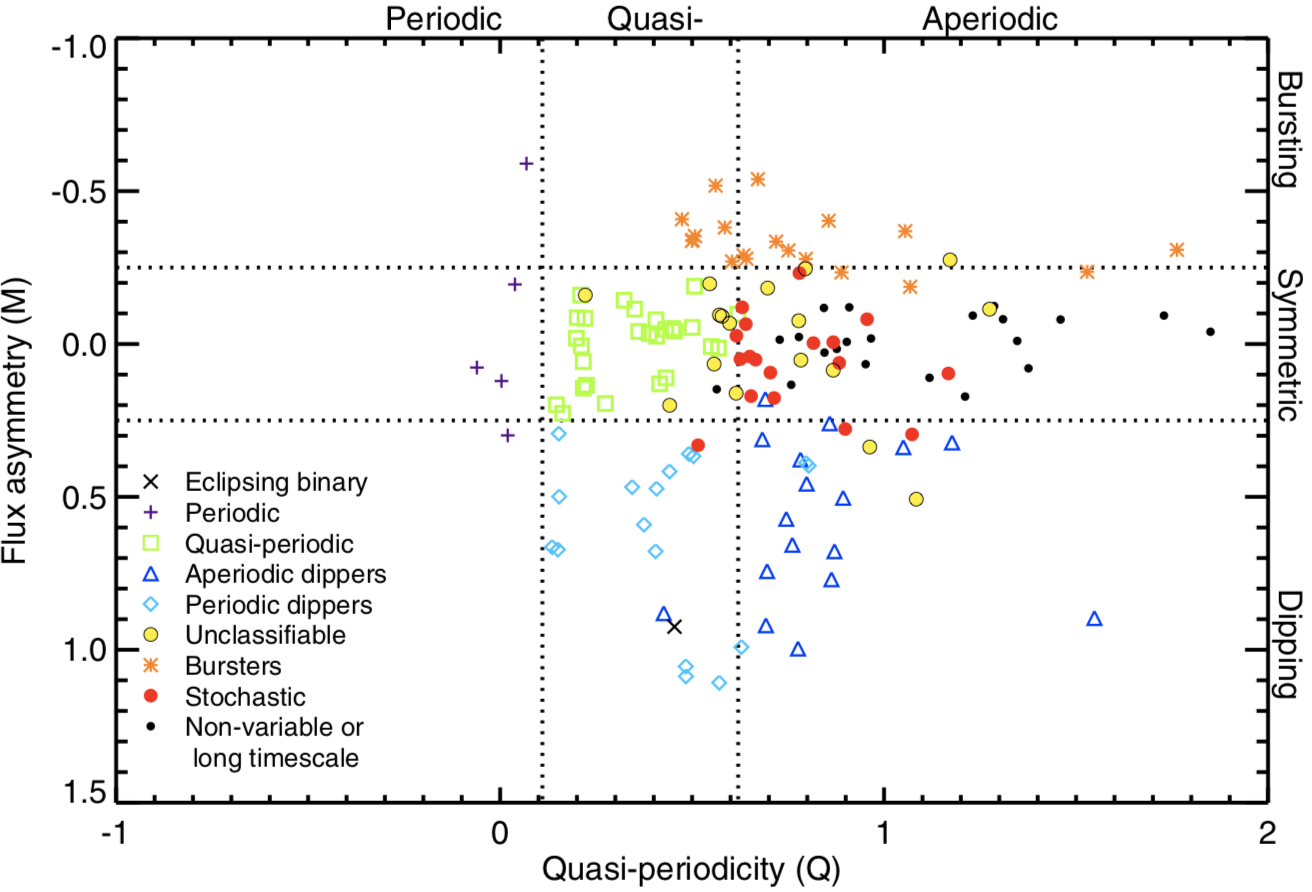 Periodic Quasi- Aperiodic
-1.0
-0.5
0.0
0.5
1.0
1.5
Flux asymmetry (M)
Bursting
Symmetric
Dipping
Eclipsing binary
Periodic
Quasi-periodic
Aperiodic dippers
Periodic dippers
Unclassifiable
Bursters
Stochastic
Non-variable or
long timescale
-1 0 1 2
Quasi-periodicity (Q)